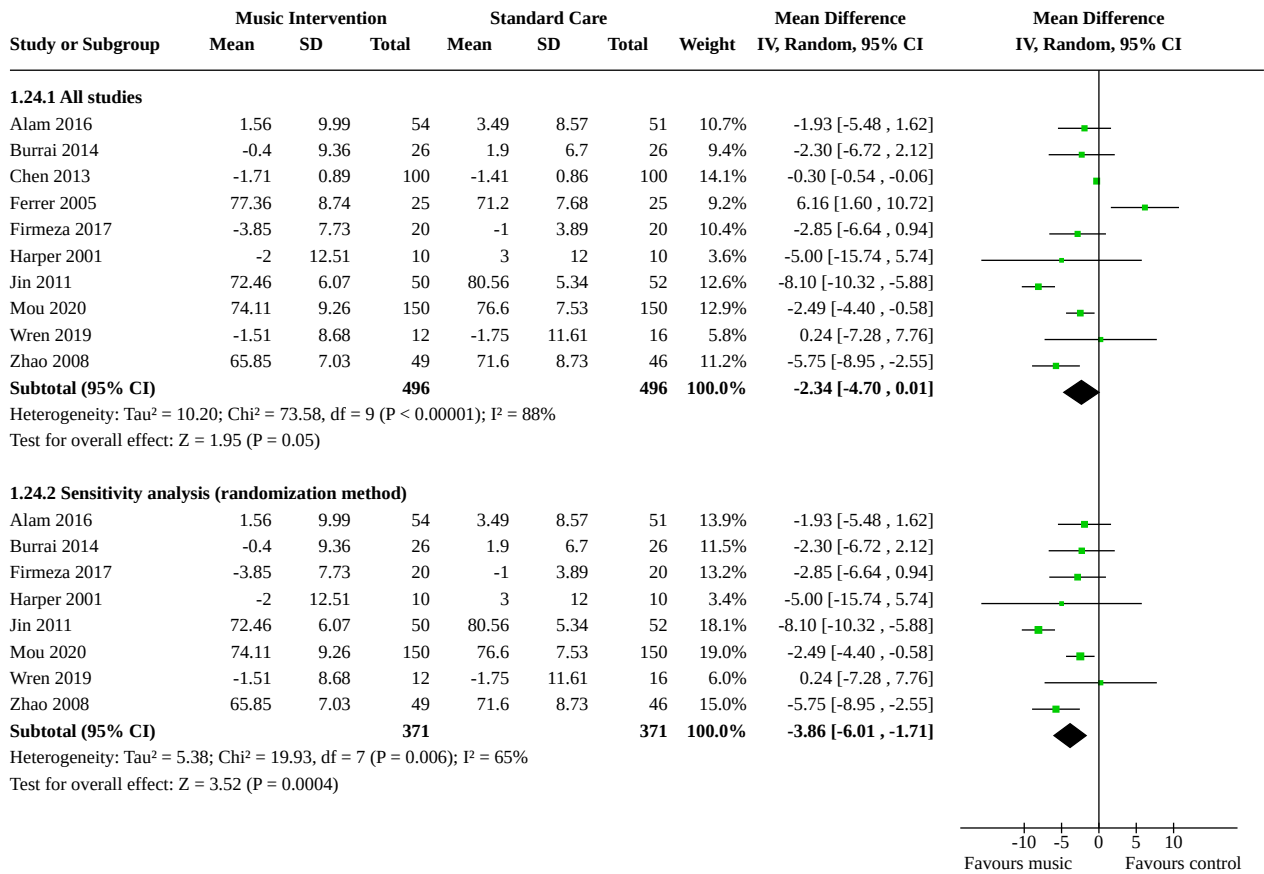 Music Intervention Standard Care Mean Difference Mean Difference
Study or Subgroup Mean SD Total Mean SD Total Weight IV, Random, 95% CI IV, Random, 95% CI
1.24.1 All studies
Alam 2016 1.56 9.99 54 3.49 8.57 51 10.7% -1.93 [-5.48 , 1.62]
Burrai 2014 -0.4 9.36 26 1.9 6.7 26 9.4% -2.30 [-6.72 , 2.12]
Chen 2013 -1.71 0.89 100 -1.41 0.86 100 14.1% -0.30 [-0.54 , -0.06]
Ferrer 2005 77.36 8.74 25 71.2 7.68 25 9.2% 6.16 [1.60 , 10.72]
Firmeza 2017 -3.85 7.73 20 -1 3.89 20 10.4% -2.85 [-6.64 , 0.94]
Harper 2001 -2 12.51 10 3 12 10 3.6% -5.00 [-15.74 , 5.74]
Jin 2011 72.46 6.07 50 80.56 5.34 52 12.6% -8.10 [-10.32 , -5.88]
Mou 2020 74.11 9.26 150 76.6 7.53 150 12.9% -2.49 [-4.40 , -0.58]
Wren 2019 -1.51 8.68 12 -1.75 11.61 16 5.8% 0.24 [-7.28 , 7.76]
Zhao 2008 65.85 7.03 49 71.6 8.73 46 11.2% -5.75 [-8.95 , -2.55]
Subtotal (95% CI) 496 496 100.0% -2.34 [-4.70 , 0.01]
Heterogeneity: Tau² = 10.20; Chi² = 73.58, df = 9 (P < 0.00001); I² = 88%
Test for overall effect: Z = 1.95 (P = 0.05)
1.24.2 Sensitivity analysis (randomization method)
Alam 2016 1.56 9.99 54 3.49 8.57 51 13.9% -1.93 [-5.48 , 1.62]
Burrai 2014 -0.4 9.36 26 1.9 6.7 26 11.5% -2.30 [-6.72 , 2.12]
Firmeza 2017 -3.85 7.73 20 -1 3.89 20 13.2% -2.85 [-6.64 , 0.94]
Harper 2001 -2 12.51 10 3 12 10 3.4% -5.00 [-15.74 , 5.74]
Jin 2011 72.46 6.07 50 80.56 5.34 52 18.1% -8.10 [-10.32 , -5.88]
Mou 2020 74.11 9.26 150 76.6 7.53 150 19.0% -2.49 [-4.40 , -0.58]
Wren 2019 -1.51 8.68 12 -1.75 11.61 16 6.0% 0.24 [-7.28 , 7.76]
Zhao 2008 65.85 7.03 49 71.6 8.73 46 15.0% -5.75 [-8.95 , -2.55]
Subtotal (95% CI) 371 371 100.0% -3.86 [-6.01 , -1.71]
Heterogeneity: Tau² = 5.38; Chi² = 19.93, df = 7 (P = 0.006); I² = 65%
Test for overall effect: Z = 3.52 (P = 0.0004)
-10 -5 0 5 10
Favours music Favours control